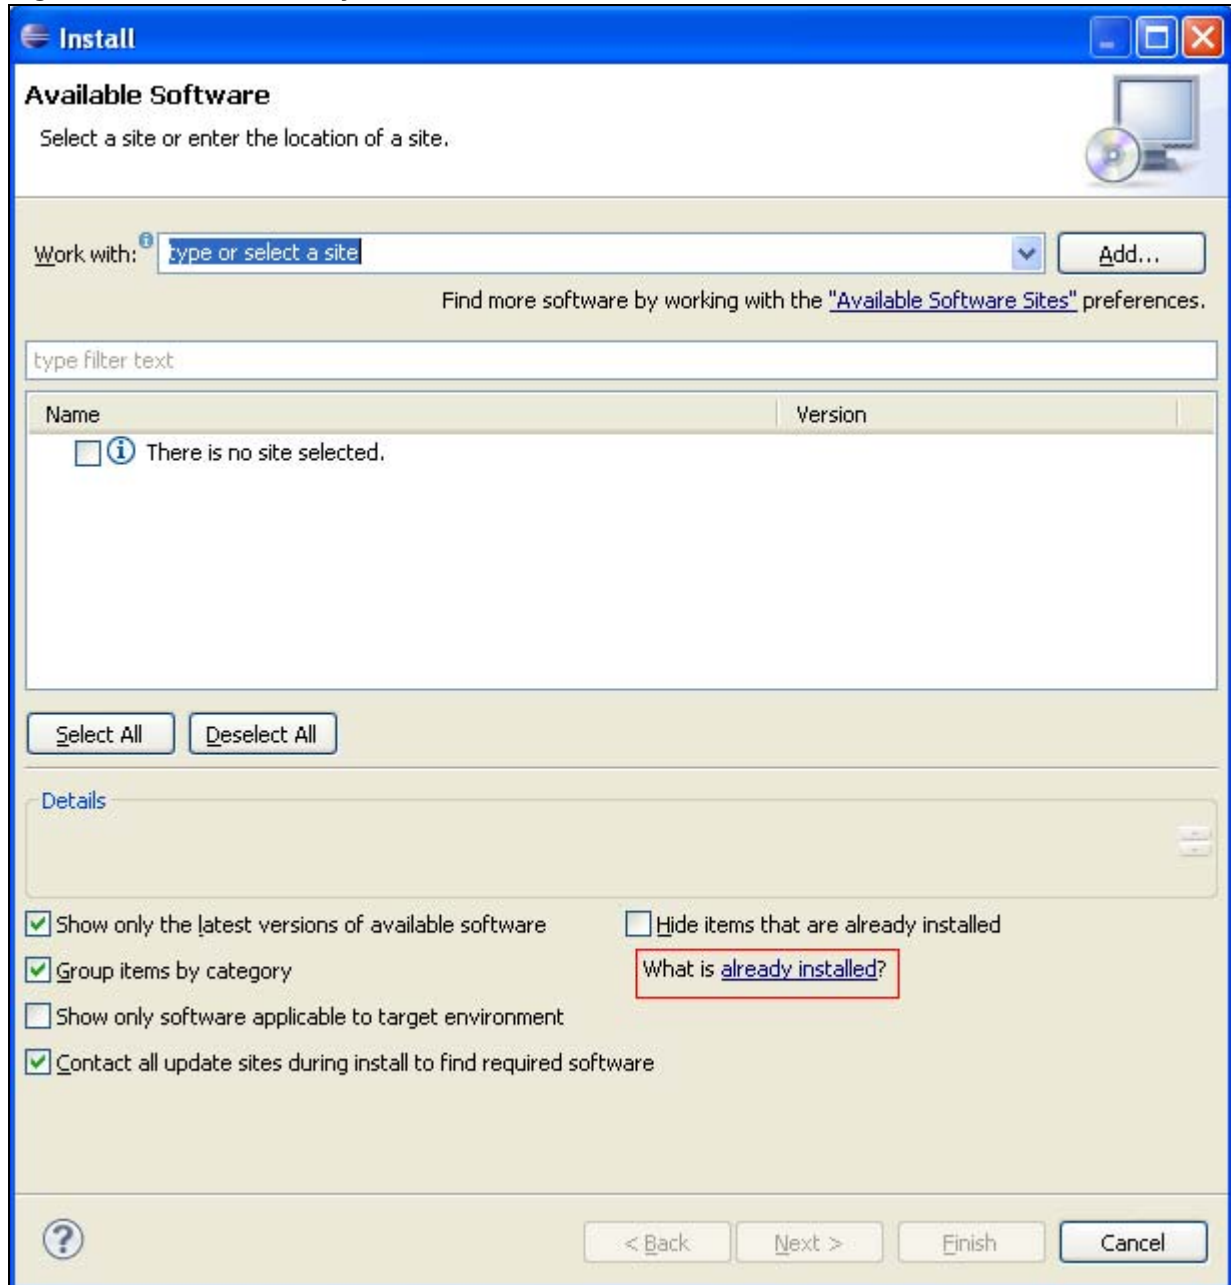 Install
Available Software
Select a site or enter the location of a site.
Work with: type or select a site Add...
Find more software by working with the "Available Software Sites" preferences.
type filter text
Name Version
There is no site selected.
Select All Deselect All
Details
Show only the latest versions of available software Hide items that are already installed
Group items by category What is already installed?
Show only software applicable to target environment
Contact all update sites during install to find required software
< Back Next > Finish Cancel